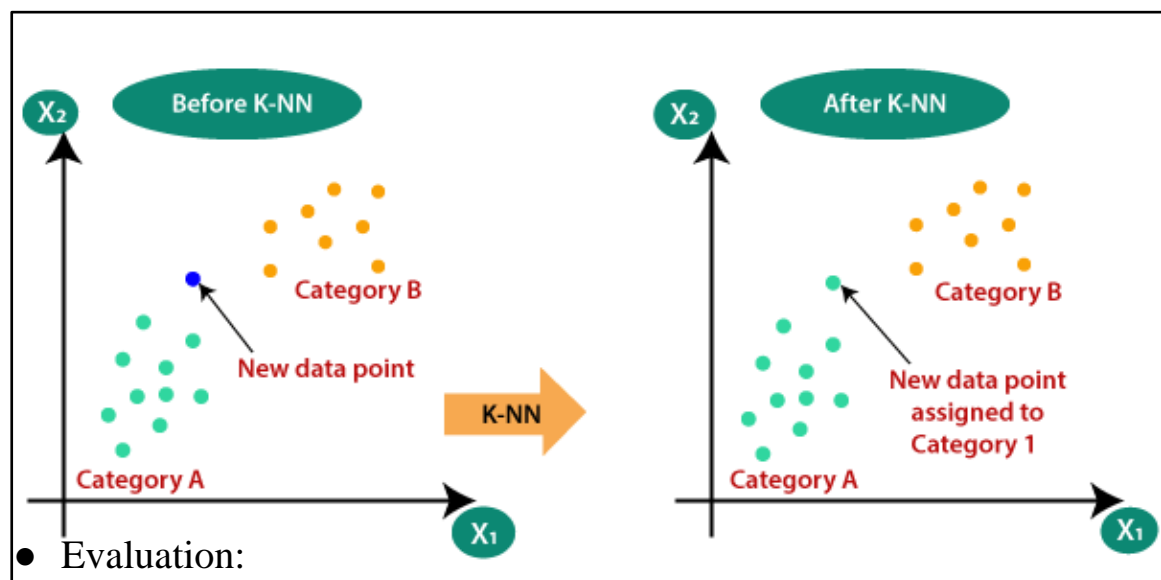 Before K-NN
X₂
Category B
New data point
Category A
X₁
K-NN
After K-NN
X₂
Category B
New data point
assigned to
Category 1
Category A
X₁
● Evaluation: